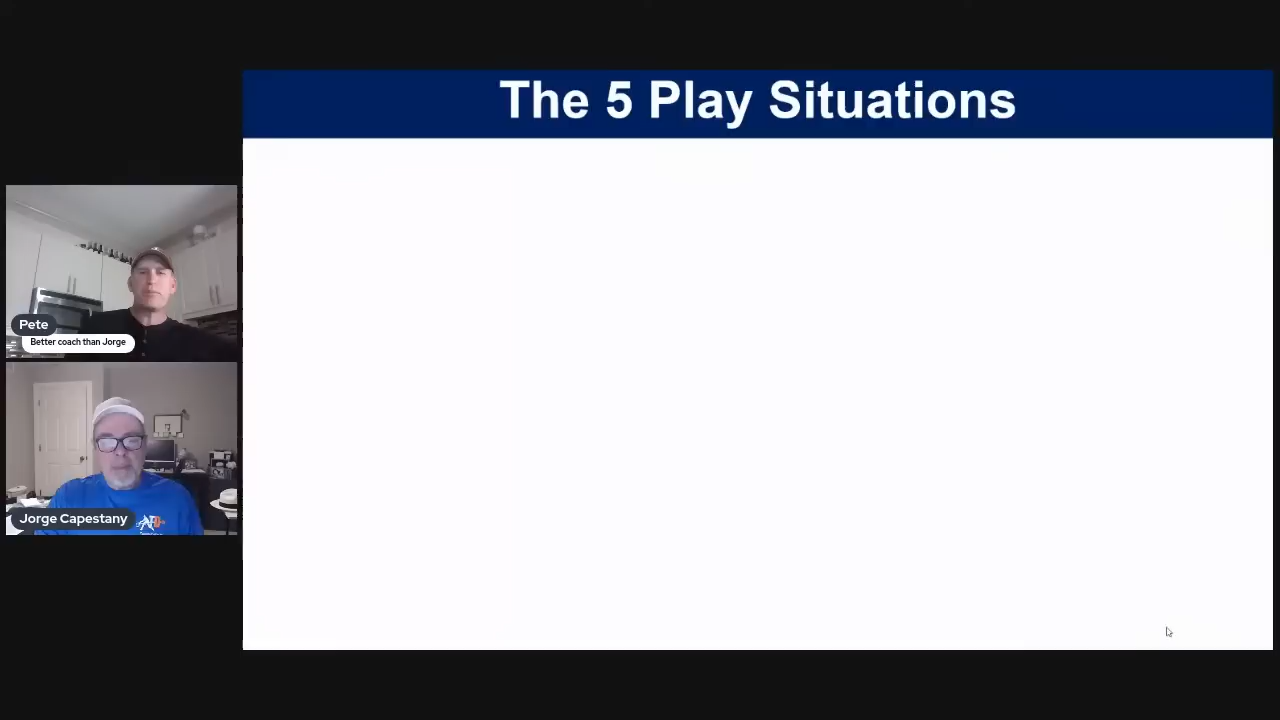 The 5 Play Situations
Pete
Better coach than Jorge
Jorge Capestany